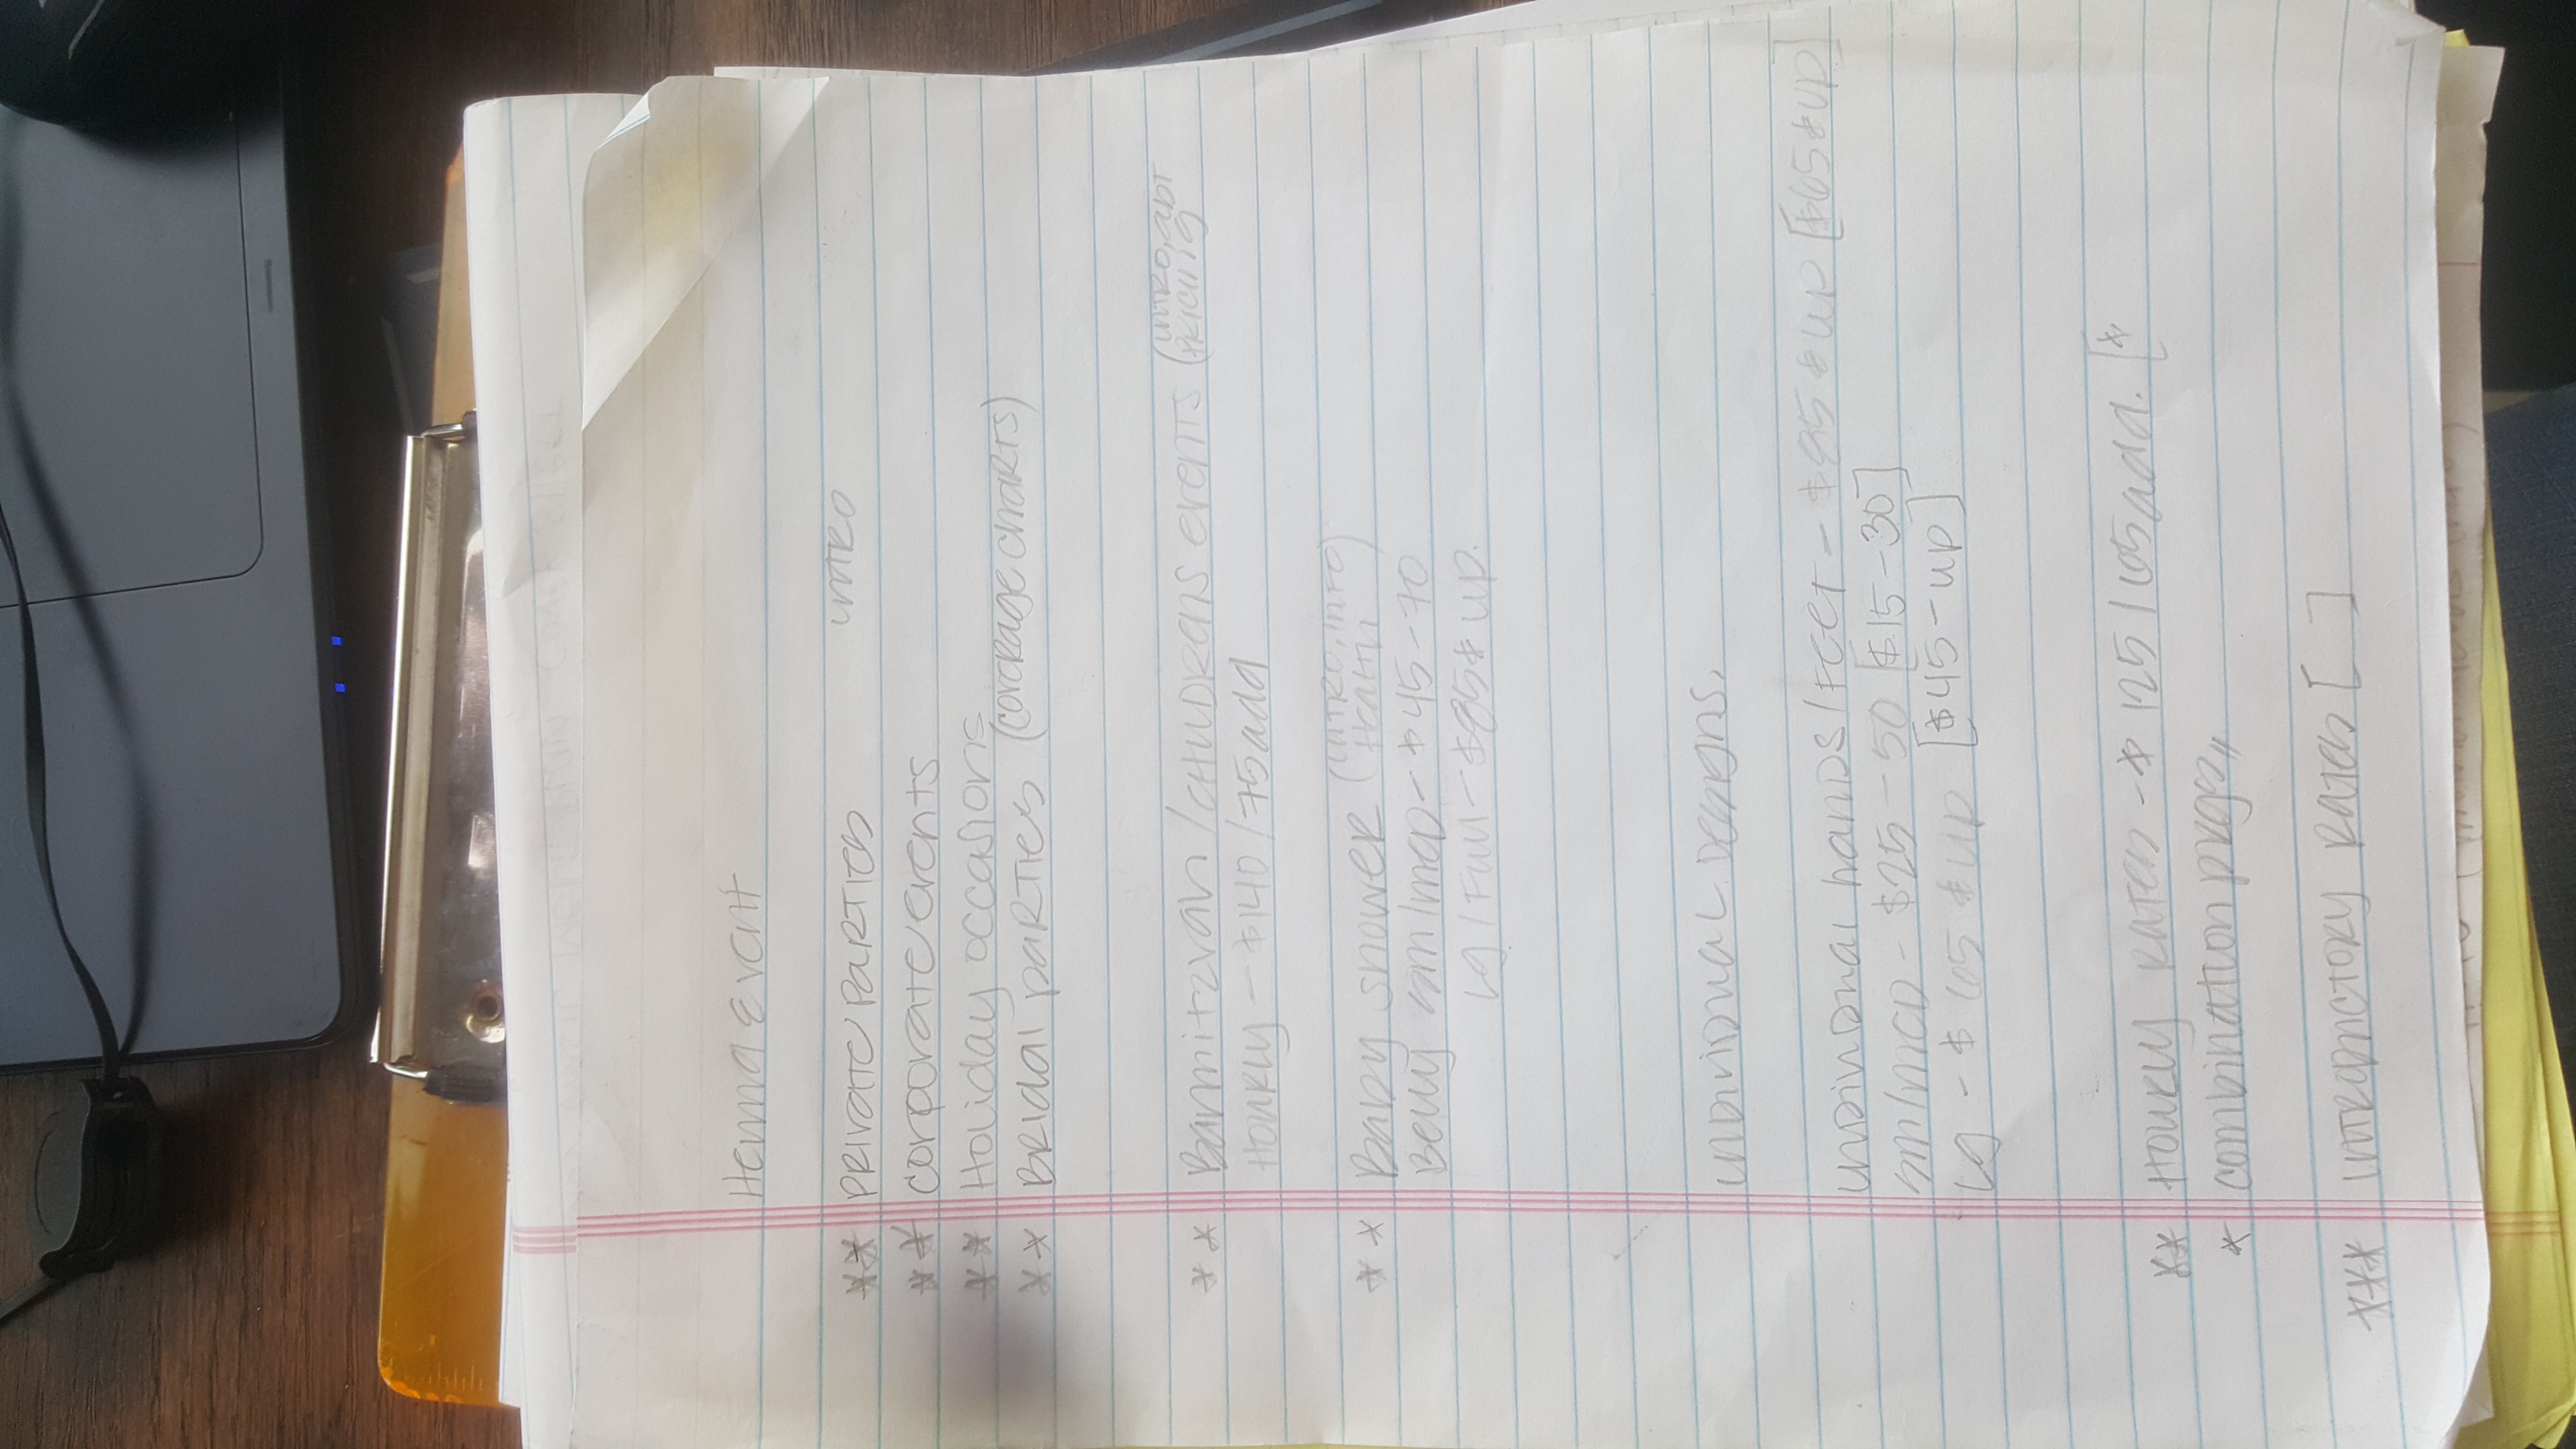 Henna Event
intro
** Private Parties
** corporate events
** Holiday occasions
** Bridal parties (coverage charts)
(intro, abt
** Barmitzvah / childrens events pricing
Hourly - $140 / 75 add
(intro, info)
** Baby shower Health
Belly sm/med - $45-70
Lg / Full - $85 & up.
individual Designs.
individual hands / Feet - $85 & up [$65 & up]
sm/med - $25 - 50 [$15-30]
Lg - $65 & up [$45-up]
** Hourly Rates - $125 / 65 add. [$
* combination pkgs,,
*** introductory Rates [ ]